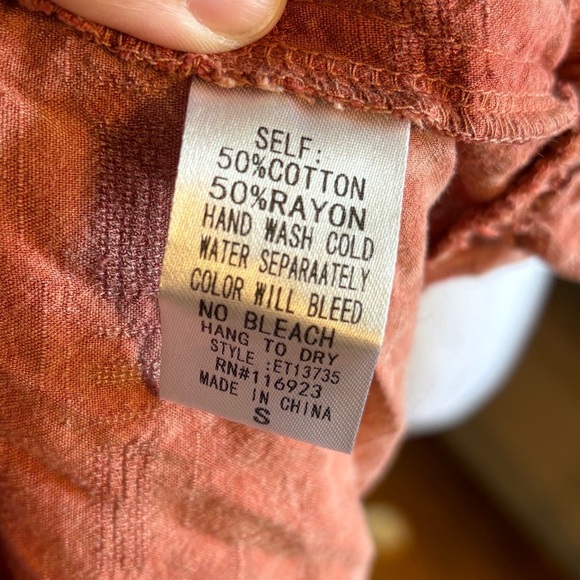 SELF:
50%COTTON
50%RAYON
HAND WASH COLD
WATER SEPARAATELY
COLOR WILL BLEED
NO BLEACH
HANG TO DRY
STYLE :ET13735
RN#116923
MADE IN CHINA
S